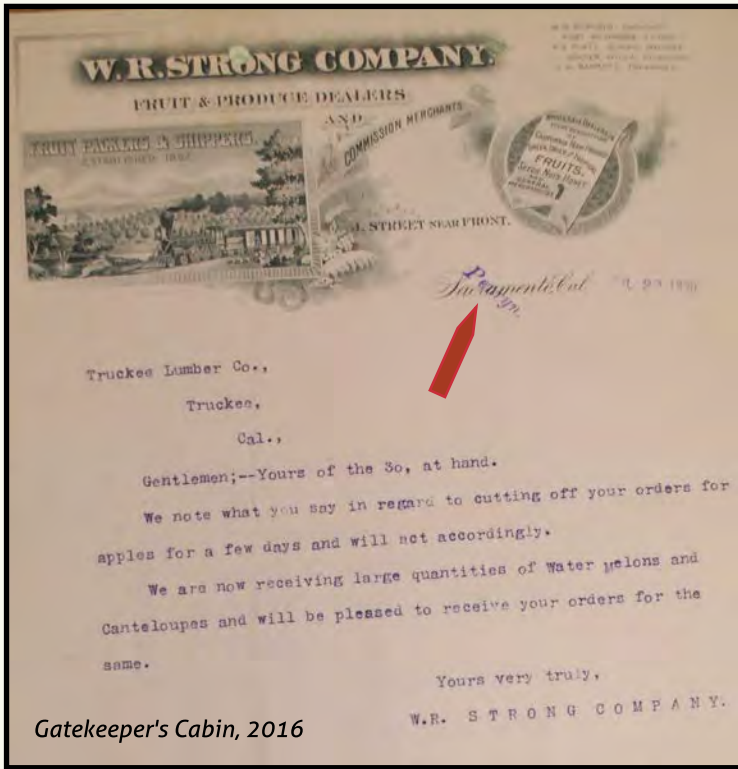 W.R. STRONG COMPANY.
FRUIT & PRODUCE DEALERS
AND
COMMISSION MERCHANTS
FRUIT PACKERS & SHIPPERS
ESTABLISHED
FRUITS,
J. STREET NEAR FRONT.
Sacramento, Cal
Truckee Lumber Co.,
Truckee,
Cal.,
Gentlemen;--Yours of the 3o, at hand.
We note what you say in regard to cutting off your orders for
apples for a few days and will act accordingly.
We are now receiving large quantities of Water melons and
Canteloupes and will be pleased to receive your orders for the
same.
Yours very truly,
W.R. STRONG COMPANY.
Gatekeeper's Cabin, 2016